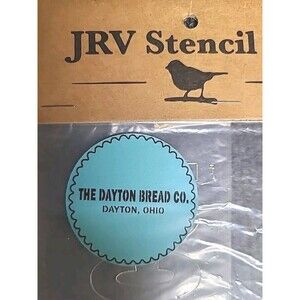 JRV Stencil
THE DAYTON BREAD CO.
DAYTON, OHIO